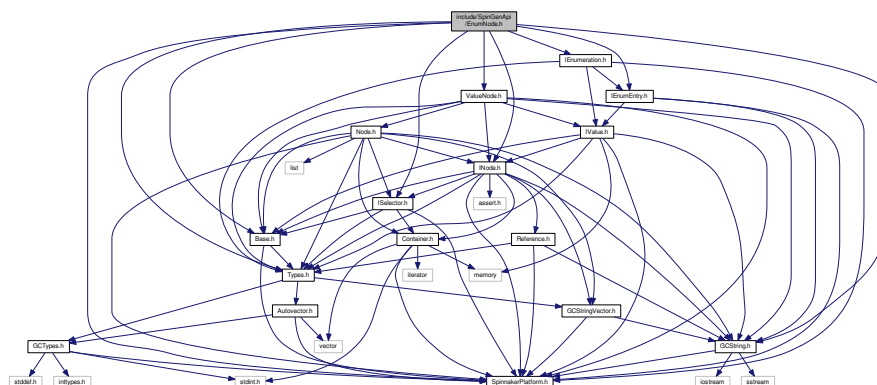 include/SpinGenApi
/EnumNode.h
IEnumeration.h
ValueNode.h
IEnumEntry.h
Node.h
IValue.h
list
INode.h
ISelector.h
assert.h
Base.h
Container.h
Reference.h
Types.h
iterator
memory
Autovector.h
GCStringVector.h
GCTypes.h
vector
GCString.h
stddef.h
inttypes.h
stdint.h
SpinnakerPlatform.h
iostream
sstream